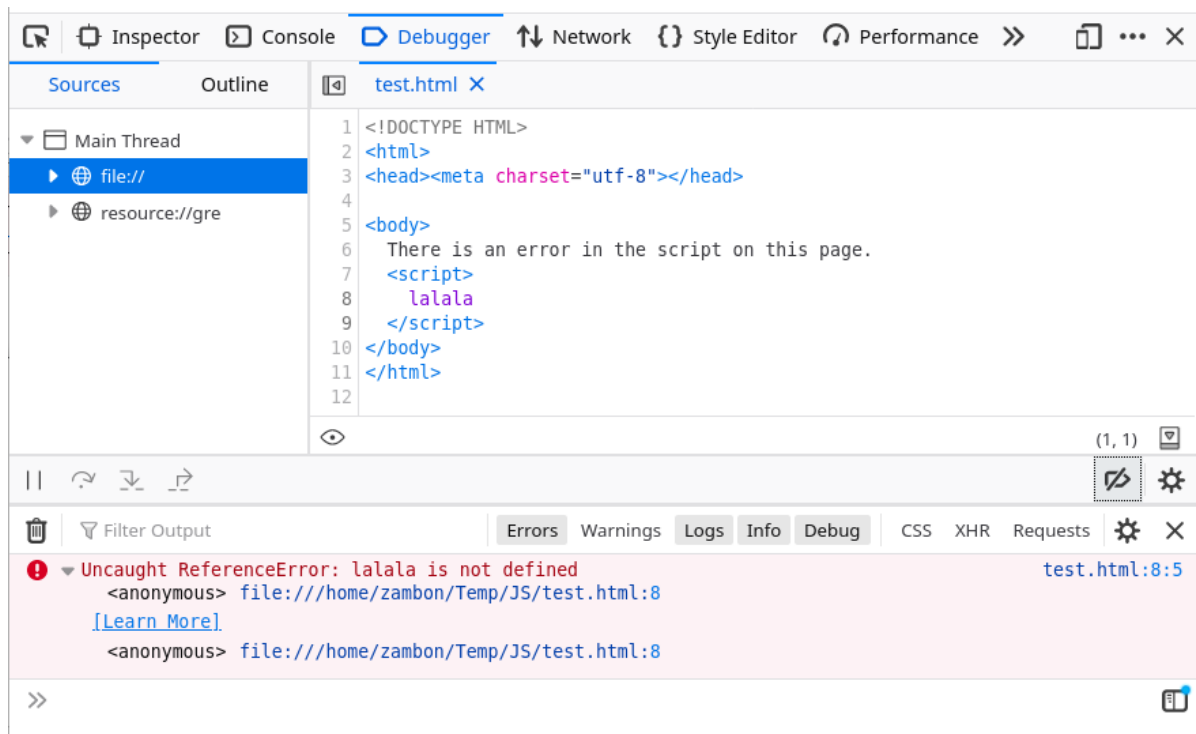 Inspector Console Debugger Network {} Style Editor Performance
Sources Outline test.html
Main Thread
file://
resource://gre
1 <!DOCTYPE HTML>
2 <html>
3 <head><meta charset="utf-8"></head>
4
5 <body>
6 There is an error in the script on this page.
7 <script>
8 lalala
9 </script>
10 </body>
11 </html>
12
(1, 1)
Filter Output Errors Warnings Logs Info Debug CSS XHR Requests
Uncaught ReferenceError: lalala is not defined test.html:8:5
<anonymous> file:///home/zambon/Temp/JS/test.html:8
[Learn More]
<anonymous> file:///home/zambon/Temp/JS/test.html:8